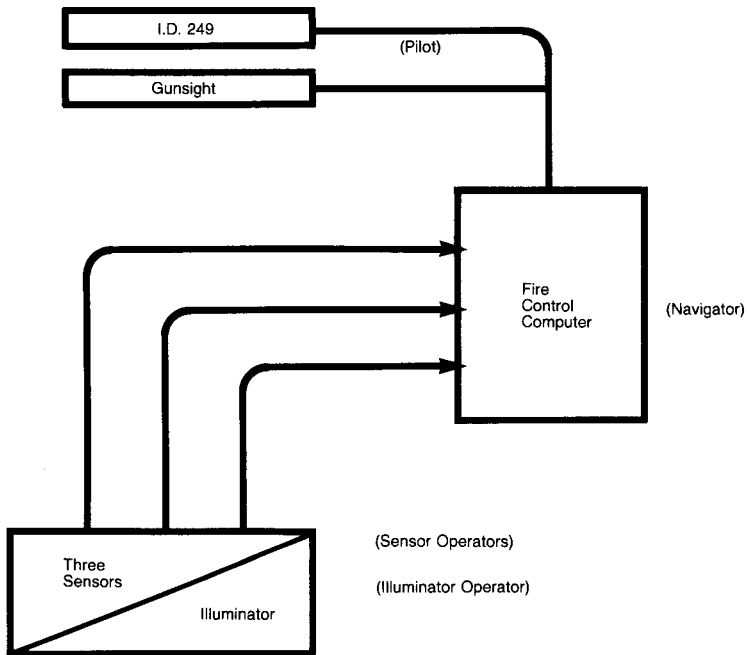 I.D. 249
(Pilot)
Gunsight
Fire
Control
Computer
(Navigator)
Three
Sensors
Illuminator
(Sensor Operators)
(Illuminator Operator)